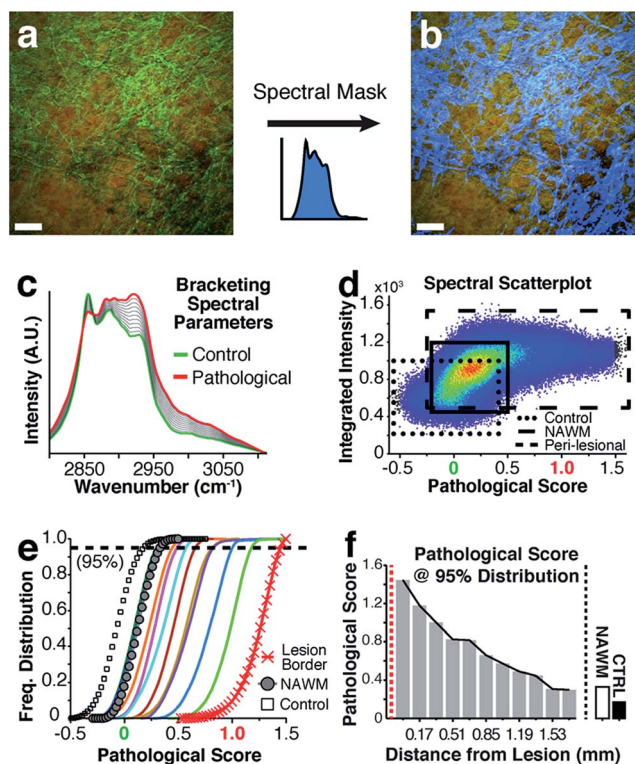 a
Spectral Mask
b
c
Bracketing
Spectral
Parameters
Control
Pathological
Intensity (A.U.)
2850 2950 3050
Wavenumber (cm⁻¹)
d
Spectral Scatterplot
x10³
Integrated Intensity
1.6
1.2
0.8
0.4
0
Control
NAWM
Peri-lesional
-0.5 0 0.5 1.0 1.5
Pathological Score
e
Freq. Distribution
1.0
(95%)
0.8
0.6
0.4
0.2
0
Lesion
Border
NAWM
Control
-0.5 0 0.5 1.0 1.5
Pathological Score
f
Pathological Score
@ 95% Distribution
Pathological Score
1.6
1.2
0.8
0.4
0
NAWM
CTRL
0.17 0.51 0.85 1.19 1.53
Distance from Lesion (mm)